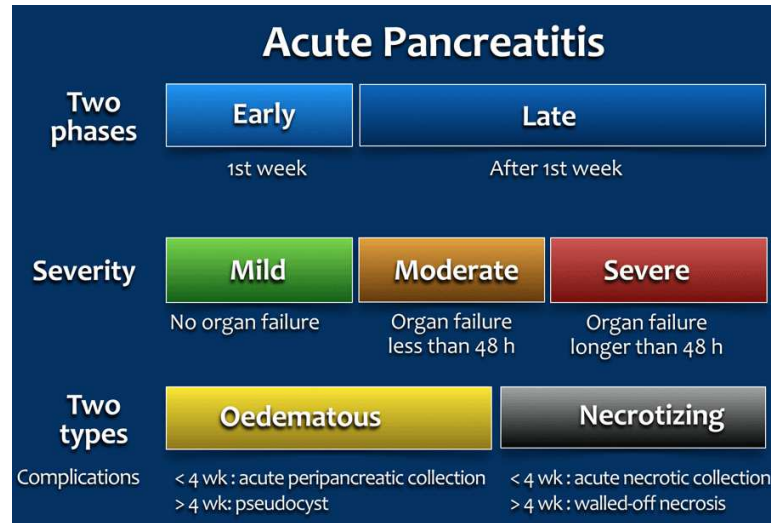 Acute Pancreatitis
Two
phases
Early
Late
1st week
After 1st week
Severity
Mild
Moderate
Severe
No organ failure
Organ failure
less than 48 h
Organ failure
longer than 48 h
Two
types
Oedematous
Necrotizing
Complications
< 4 wk : acute peripancreatic collection
> 4 wk: pseudocyst
< 4 wk : acute necrotic collection
> 4 wk : walled-off necrosis